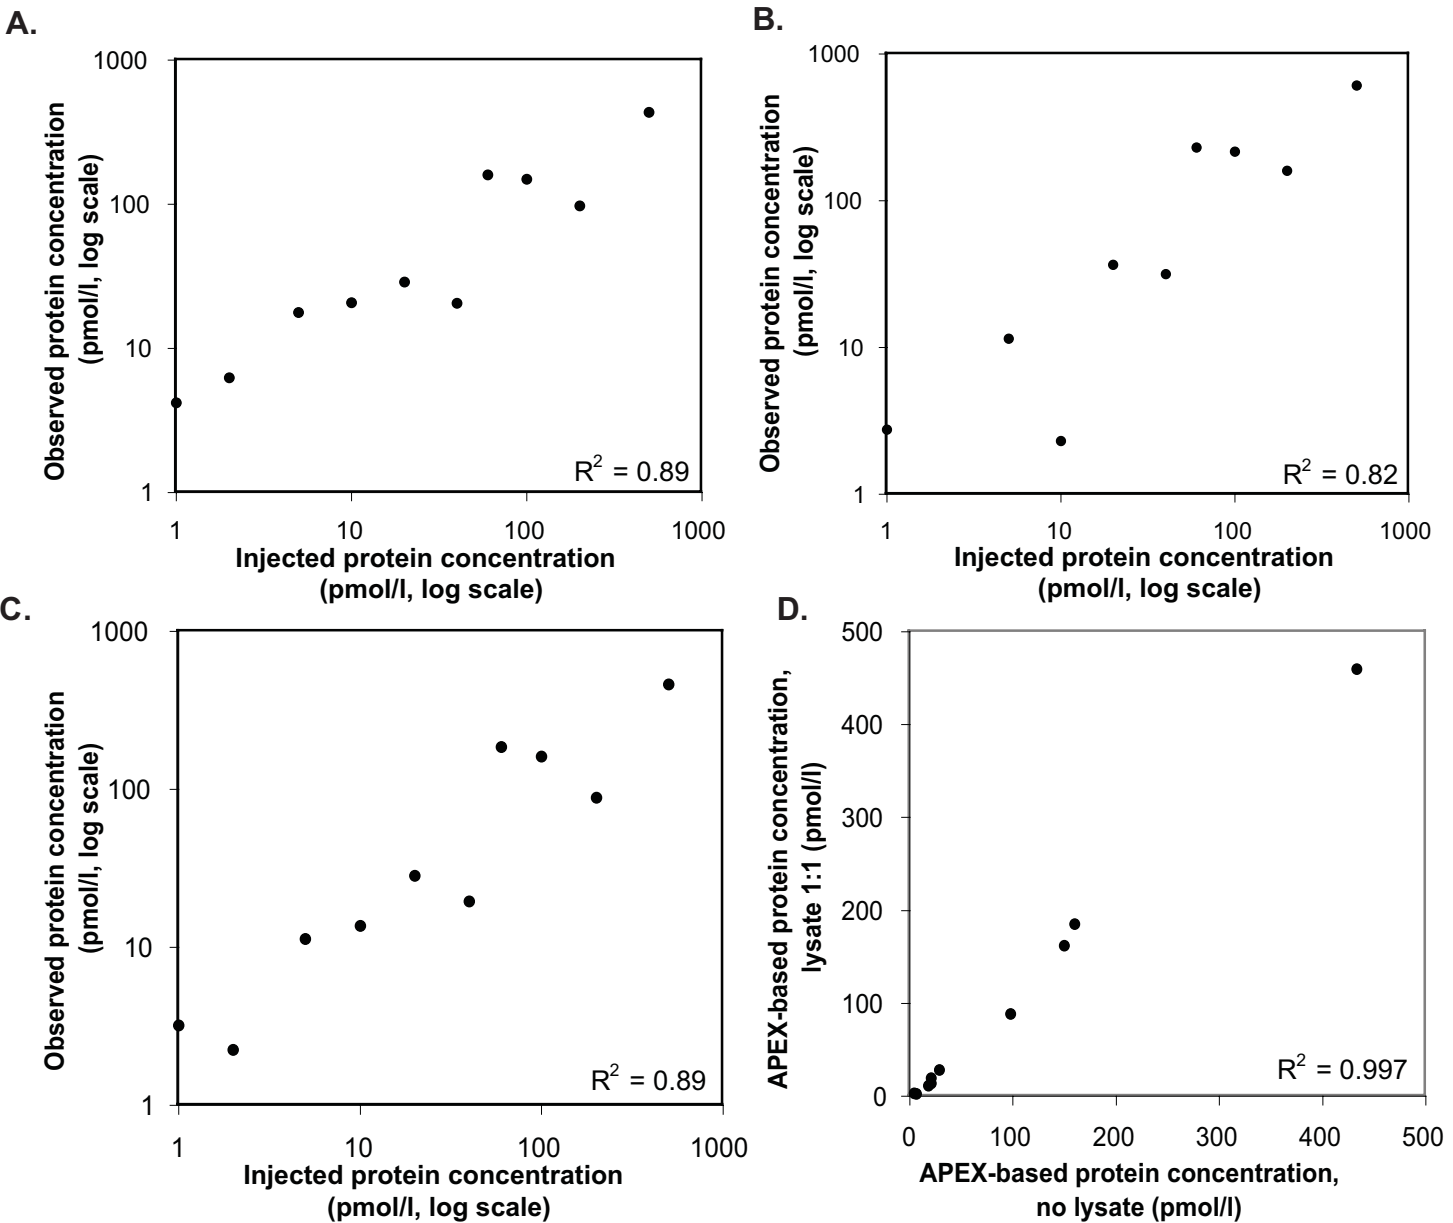 A.
Observed protein concentration
(pmol/l, log scale)
1000
100
10
1
R2 = 0.89
1 10 100 1000
Injected protein concentration
(pmol/l, log scale)
B.
Observed protein concentration
(pmol/l, log scale)
1000
100
10
1
R2 = 0.82
1 10 100 1000
Injected protein concentration
(pmol/l, log scale)
C.
Observed protein concentration
(pmol/l, log scale)
1000
100
10
1
R2 = 0.89
1 10 100 1000
Injected protein concentration
(pmol/l, log scale)
D.
APEX-based protein concentration,
lysate 1:1 (pmol/l)
500
400
300
200
100
0
R2 = 0.997
0 100 200 300 400 500
APEX-based protein concentration,
no lysate (pmol/l)